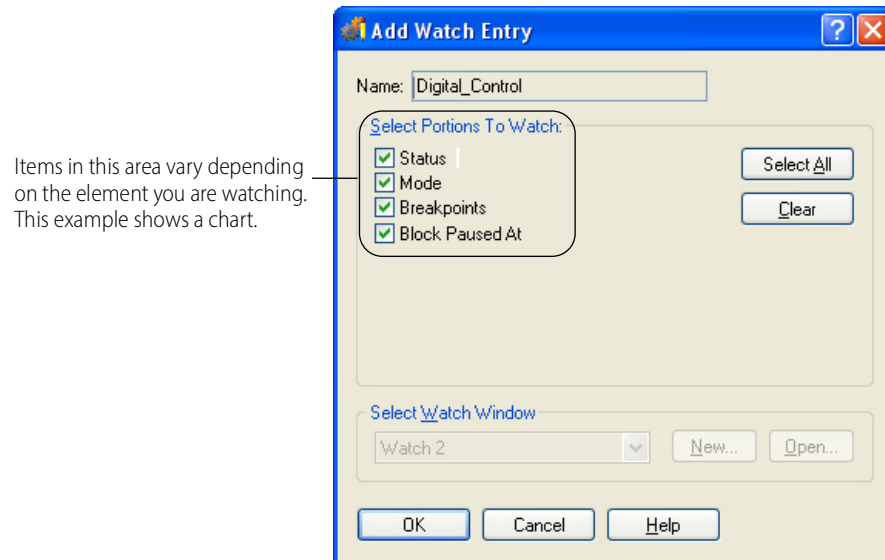 Add Watch Entry
?
Name: Digital_Control
Select Portions To Watch:
Status
Mode
Breakpoints
Block Paused At
Select All
Clear
Items in this area vary depending
on the element you are watching.
This example shows a chart.
Select Watch Window
Watch 2
New...
Open...
OK
Cancel
Help